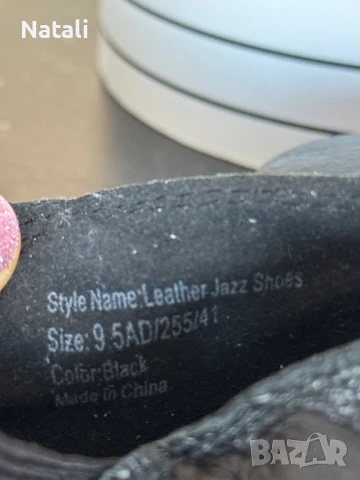 Natali
Style Name:Leather Jazz Shoes
Size: 9.5AD/255/41
Color:Black
Made in China
BAZAR